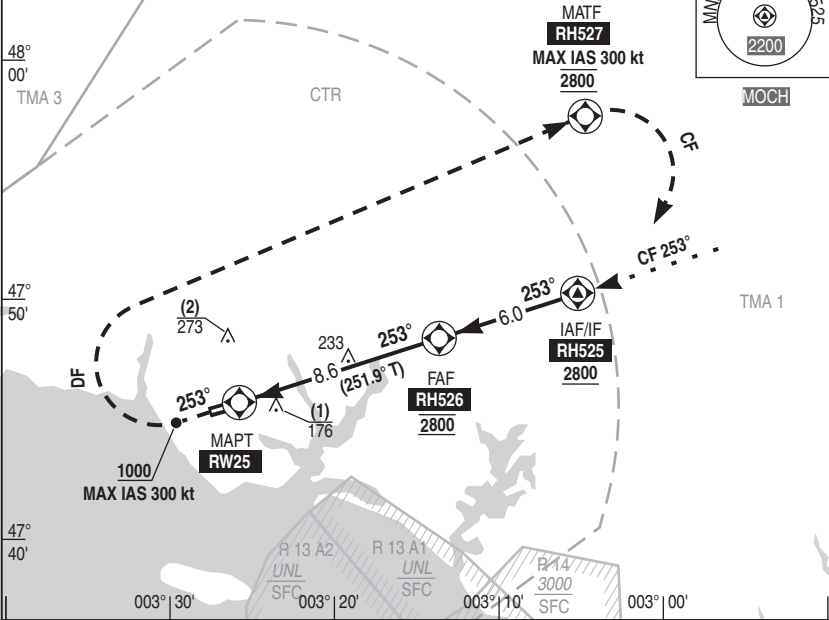 MATF
RH527
MAX IAS 300 kt
2800
525
2200
MOCH
48°
00'
TMA 3
CTR
CF
CF 253°
47°
50'
TMA 1
(2)
273
233
253°
6.0
253°
8.6
(251.9° T)
IAF/IF
RH525
2800
FAF
RH526
2800
DF
253°
(1)
176
MAPT
RW25
1000
MAX IAS 300 kt
47°
40'
R 13 A2
UNL
SFC
R 13 A1
UNL
SFC
R 14
3000
SFC
003° 30'
003° 20'
003° 10'
003° 00'